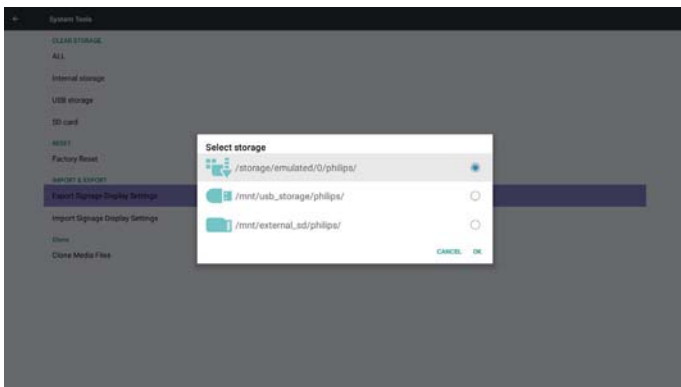 System Tools
CLEAR STORAGE
ALL
Internal storage
USB storage
SD card
RESET
Factory Reset
IMPORT & EXPORT
Export Signage Display Settings
Import Signage Display Settings
Clone
Clone Media Files
Select storage
/storage/emulated/0/philips/
/mnt/usb_storage/philips/
/mnt/external_sd/philips/
CANCEL OK